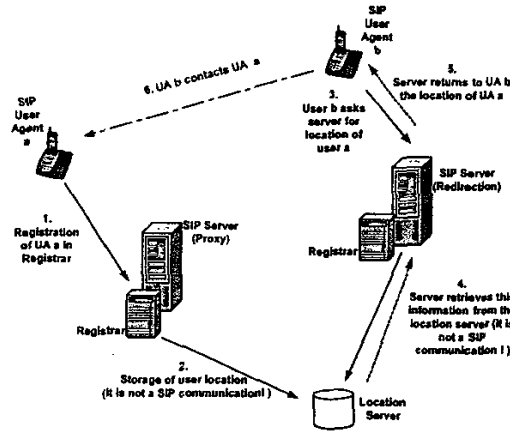 SIP
User
Agent
b
5.
Server returns to UA b
the location of UA a
6. UA b contacts UA a
3.
User b asks
server for
location of
user a
SIP
User
Agent
a
SIP Server
(Redirection)
1.
Registration
of UA a in
Registrar
SIP Server
(Proxy)
Registrar
Registrar
4.
Server retrieves this
information from the
location server (it is
not a SIP
communication! )
2.
Storage of user location
(it is not a SIP communication! )
Location
Server